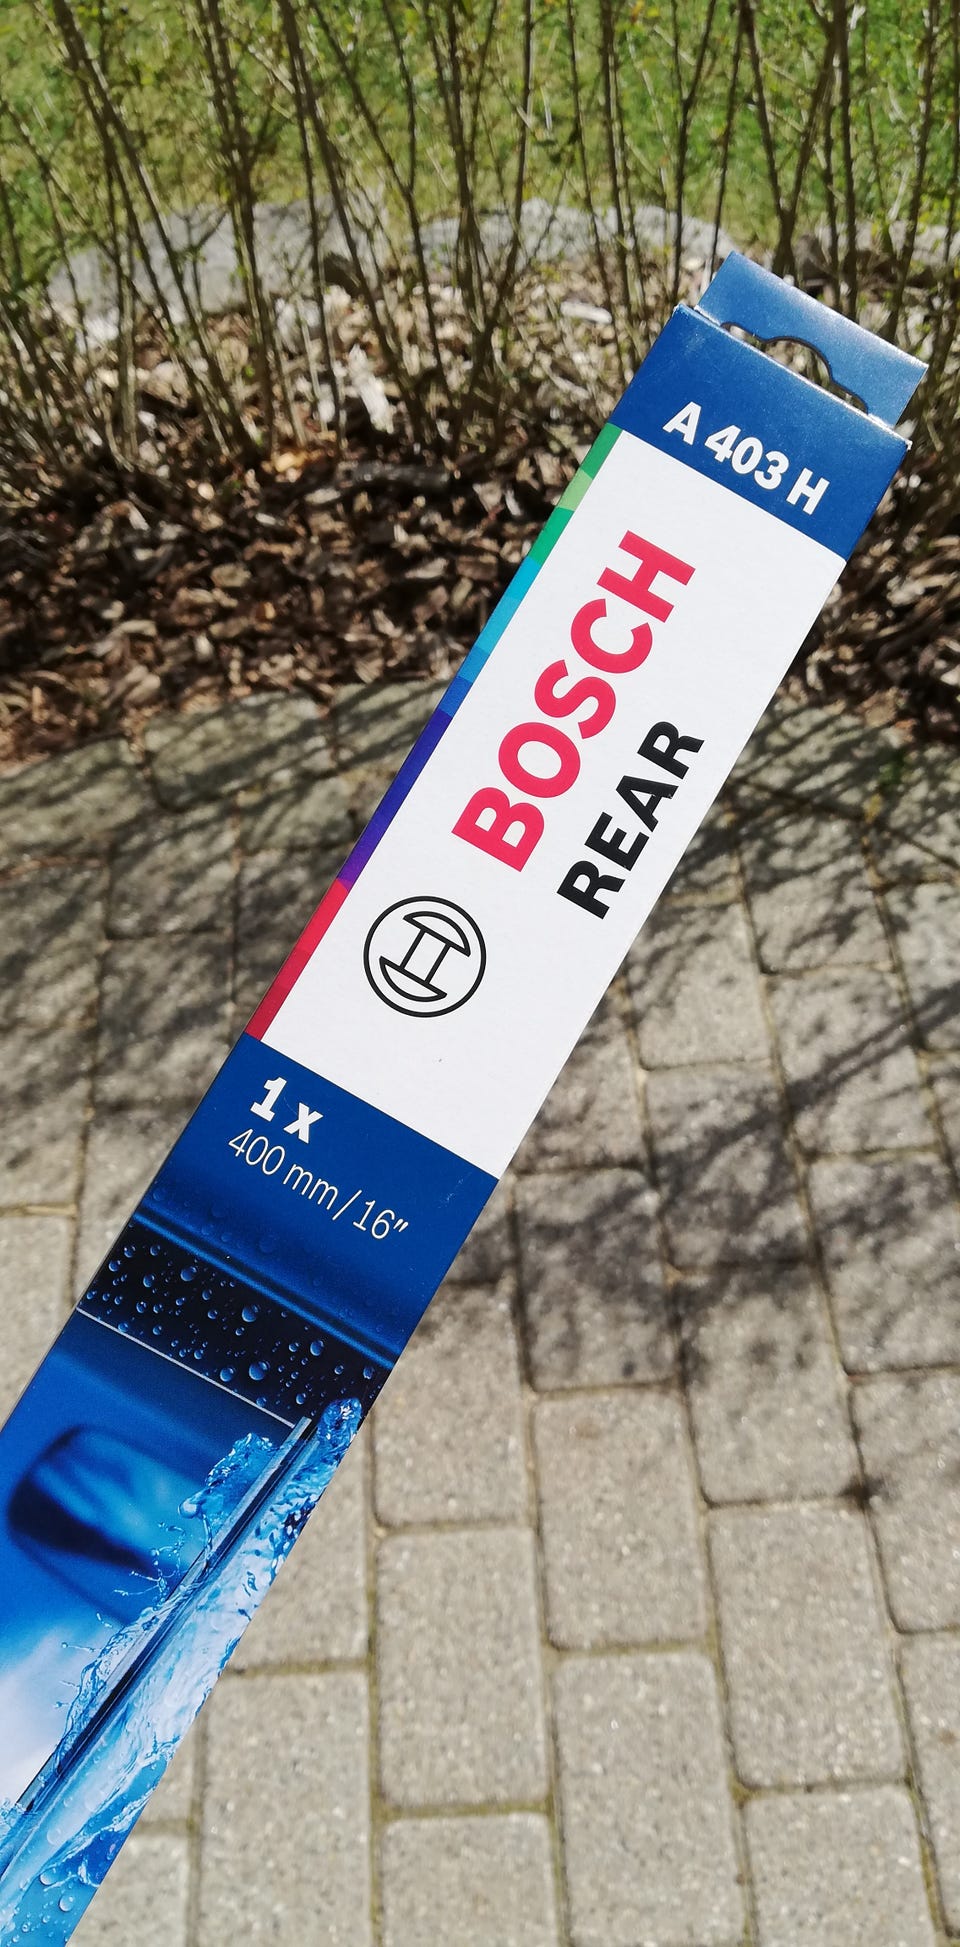 A 403 H
BOSCH
REAR
1 x
400 mm / 16"